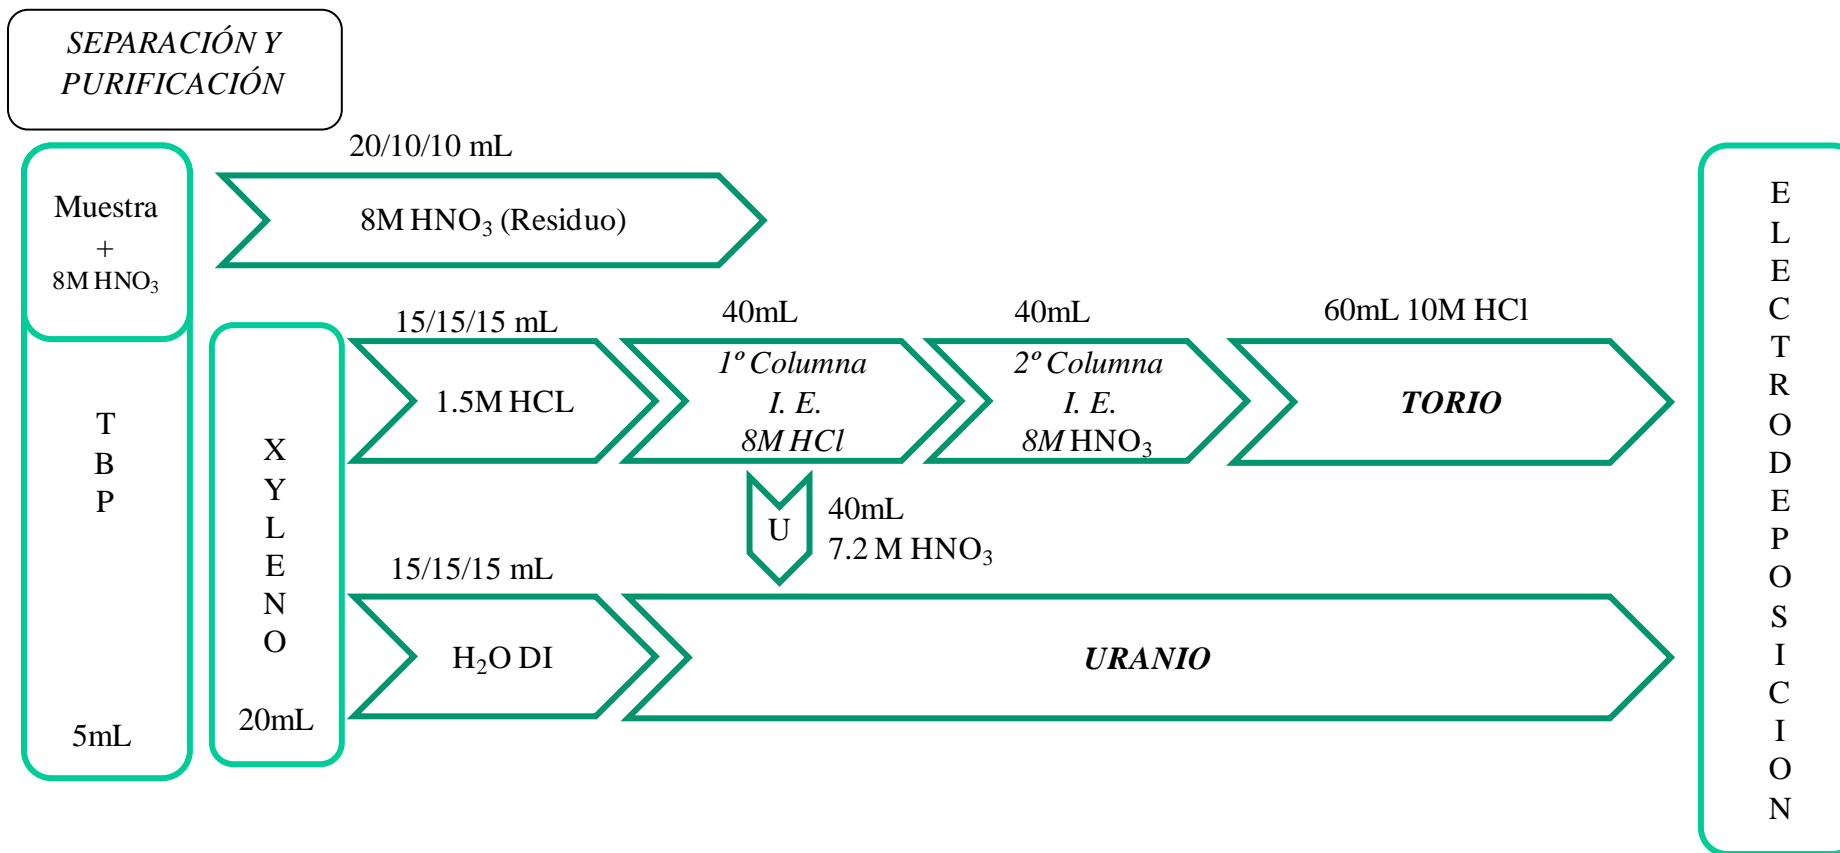 SEPARACIÓN Y
PURIFICACIÓN
20/10/10 mL
Muestra
+
8M HNO₃
8M HNO₃ (Residuo)
T
B
P
5mL
X
Y
L
E
N
O
20mL
15/15/15 mL
1.5M HCL
40mL
1º Columna
I. E.
8M HCl
40mL
2º Columna
I. E.
8M HNO₃
60mL 10M HCl
TORIO
U
40mL
7.2 M HNO₃
15/15/15 mL
H₂O DI
URANIO
E
L
E
C
T
R
O
D
E
P
O
S
I
C
I
O
N